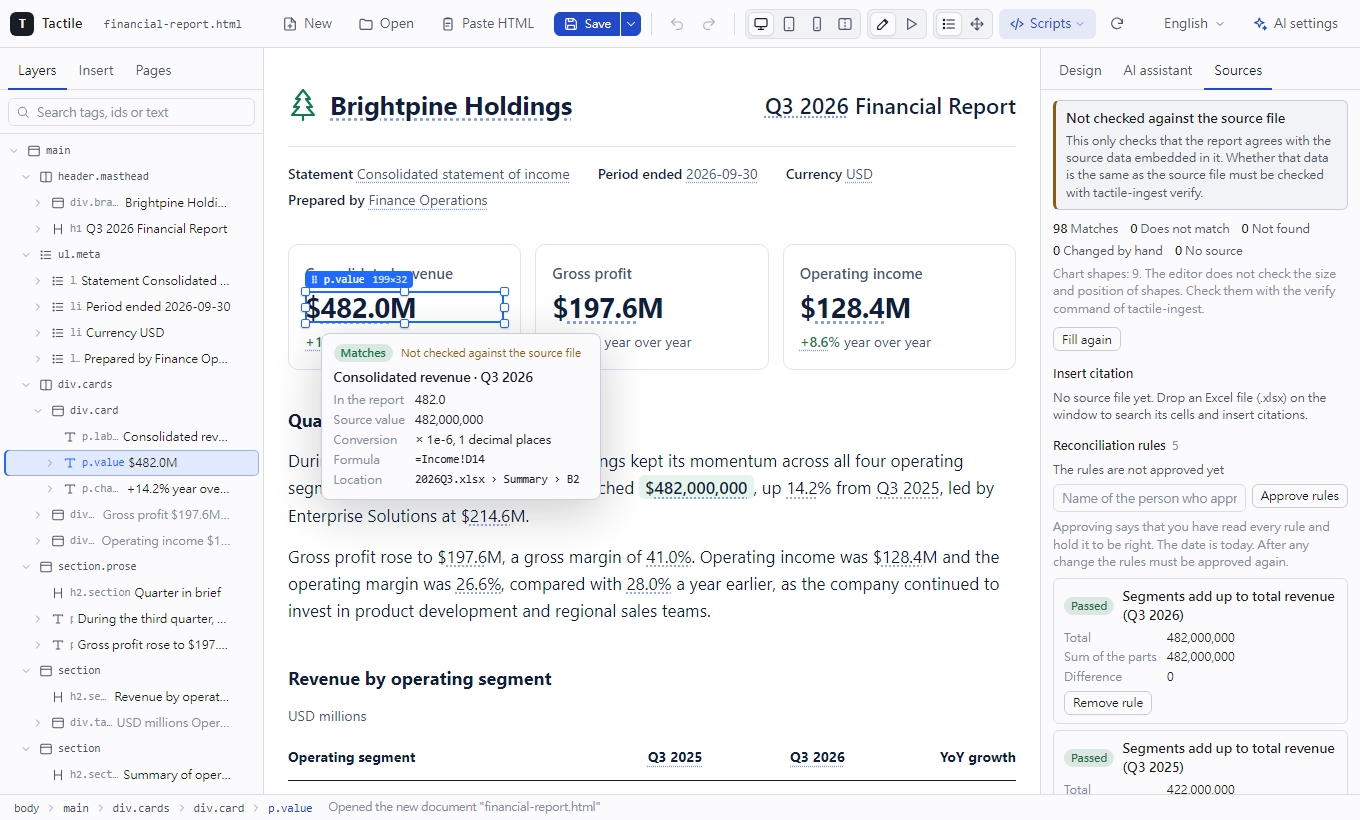 T Tactile financial-report.html New Open Paste HTML Save Scripts English AI settings
Layers Insert Pages
Search tags, ids or text
main
header.masthead
div.bra… Brightpine Holdi…
h1 Q3 2026 Financial Report
ul.meta
l. Statement Consolidated …
li Period ended 2026-09-30
li Currency USD
l. Prepared by Finance Op…
div.cards
div.card
p.lab… Consolidated rev…
p.value $482.0M
p.cha… +14.2% year ove…
div… Gross profit $197.6M…
div… Operating income $1…
section.prose
h2.section Quarter in brief
During the third quarter, …
Gross profit rose to $197.…
section
h2.se… Revenue by operat…
div.ta… USD millions Oper…
section
h2.sect… Summary of oper…
Brightpine Holdings
Q3 2026 Financial Report
Statement Consolidated statement of income Period ended 2026-09-30 Currency USD
Prepared by Finance Operations
p.value 199×32
$482.0M
Gross profit
$197.6M
year over year
Operating income
$128.4M
+8.6% year over year
Matches Not checked against the source file
Consolidated revenue · Q3 2026
In the report 482.0
Source value 482,000,000
Conversion × 1e-6, 1 decimal places
Formula =Income!D14
Location 2026Q3.xlsx › Summary › B2
kept its momentum across all four operating
$482,000,000, up 14.2% from Q3 2025, led by
Enterprise Solutions at $214.6M.
Gross profit rose to $197.6M, a gross margin of 41.0%. Operating income was $128.4M and the
operating margin was 26.6%, compared with 28.0% a year earlier, as the company continued to
invest in product development and regional sales teams.
Revenue by operating segment
USD millions
Operating segment Q3 2025 Q3 2026 YoY growth
Design AI assistant Sources
Not checked against the source file
This only checks that the report agrees with the
source data embedded in it. Whether that data
is the same as the source file must be checked
with tactile-ingest verify.
98 Matches 0 Does not match 0 Not found
0 Changed by hand 0 No source
Chart shapes: 9. The editor does not check the size
and position of shapes. Check them with the verify
command of tactile-ingest.
Fill again
Insert citation
No source file yet. Drop an Excel file (.xlsx) on the
window to search its cells and insert citations.
Reconciliation rules 5
The rules are not approved yet
Name of the person who appr Approve rules
Approving says that you have read every rule and
hold it to be right. The date is today. After any
change the rules must be approved again.
Passed Segments add up to total revenue
(Q3 2026)
Total 482,000,000
Sum of the parts 482,000,000
Difference 0
Remove rule
Passed Segments add up to total revenue
(Q3 2025)
Total 422,000,000
body main div.cards div.card p.value Opened the new document "financial-report.html"